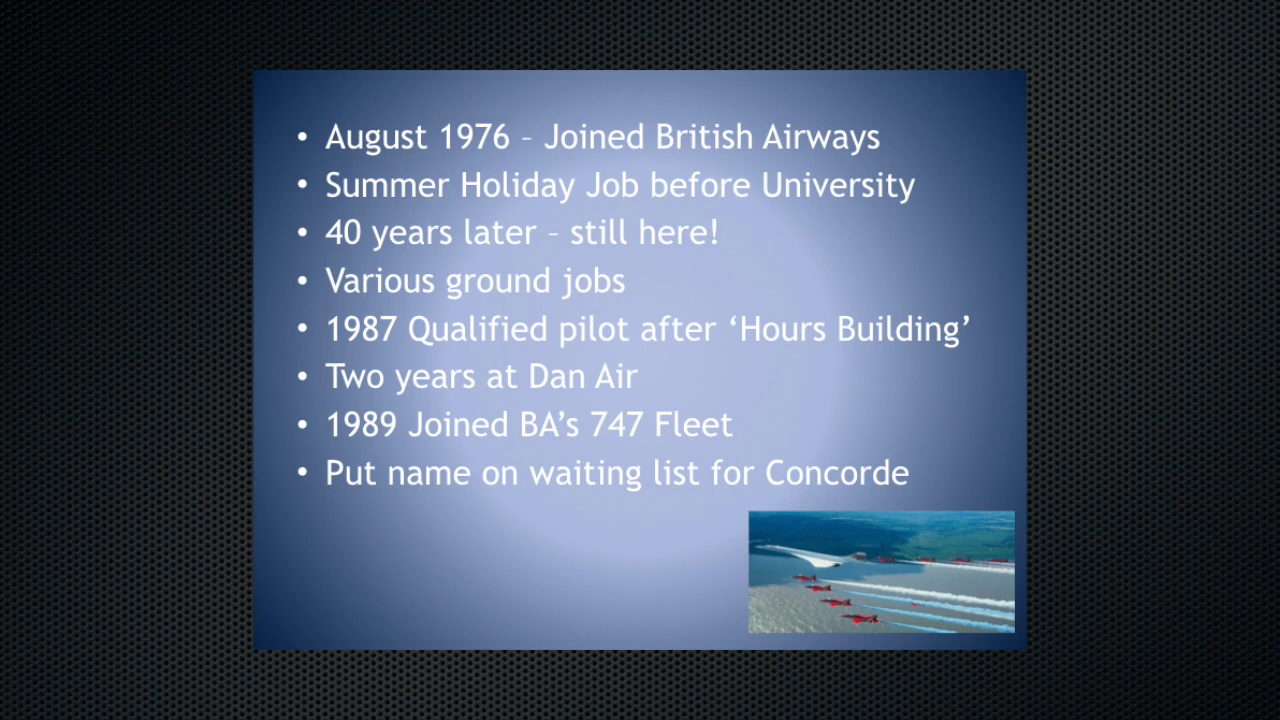 • August 1976 – Joined British Airways
• Summer Holiday Job before University
• 40 years later – still here!
• Various ground jobs
• 1987 Qualified pilot after ‘Hours Building’
• Two years at Dan Air
• 1989 Joined BA’s 747 Fleet
• Put name on waiting list for Concorde